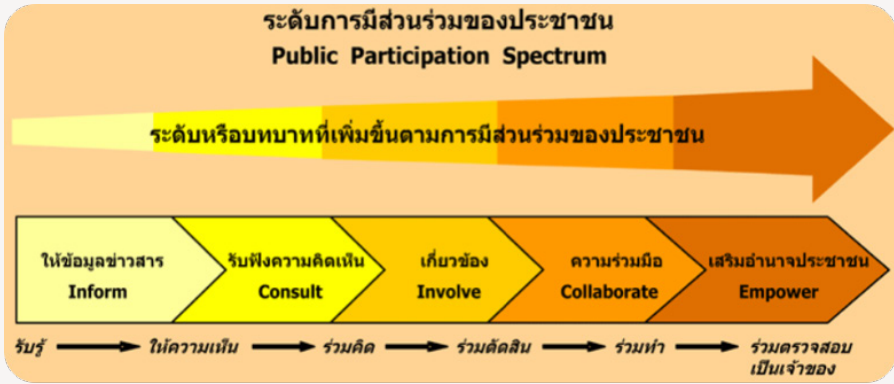 ระดับการมีส่วนร่วมของประชาชน
Public Participation Spectrum
ระดับหรือบทบาทที่เพิ่มขึ้นตามการมีส่วนร่วมของประชาชน
ให้ข้อมูลข่าวสาร
Inform
รับฟังความคิดเห็น
Consult
เกี่ยวข้อง
Involve
ความร่วมมือ
Collaborate
เสริมอำนาจประชาชน
Empower
รับรู้ ให้ความเห็น ร่วมคิด ร่วมตัดสิน ร่วมทำ ร่วมตรวจสอบ
เป็นเจ้าของ